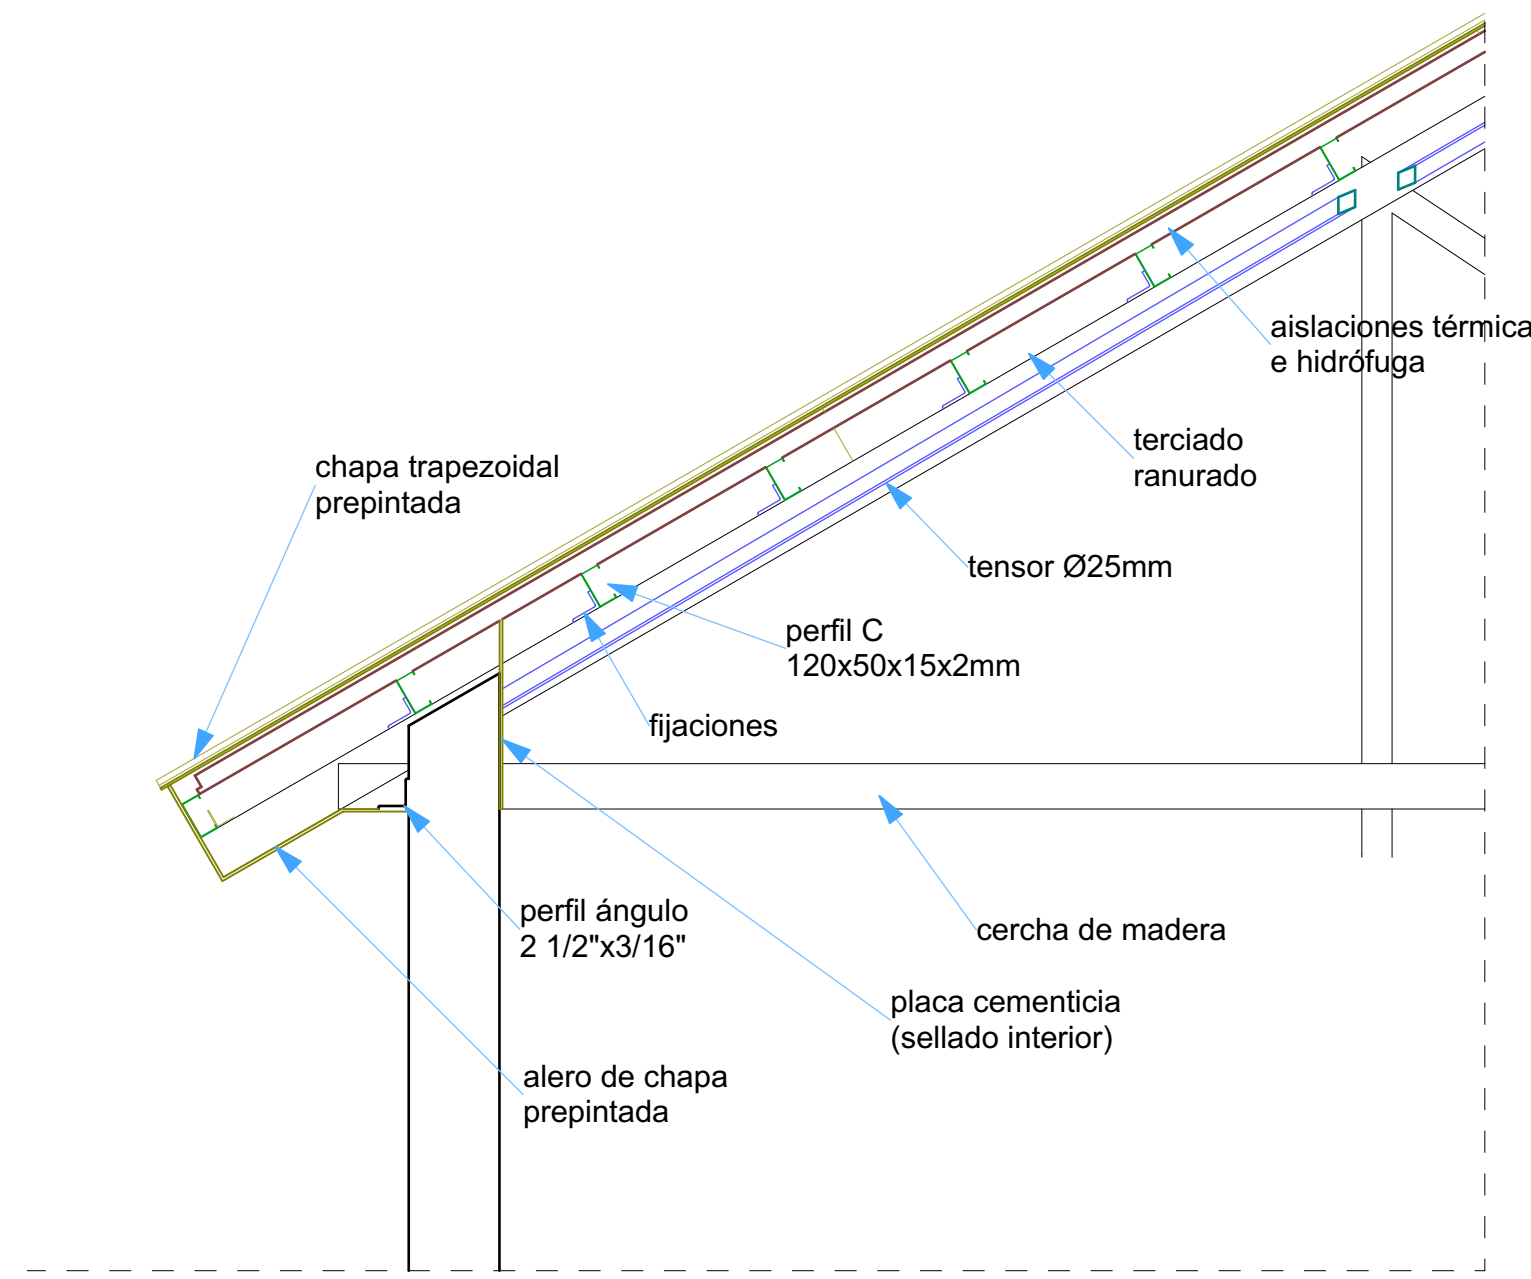 aislaciones térmica
e hidrófuga
terciado
ranurado
chapa trapezoidal
prepintada
tensor Ø25mm
perfil C
120x50x15x2mm
fijaciones
perfil ángulo
2 1/2"x3/16"
cercha de madera
placa cementicia
(sellado interior)
alero de chapa
prepintada